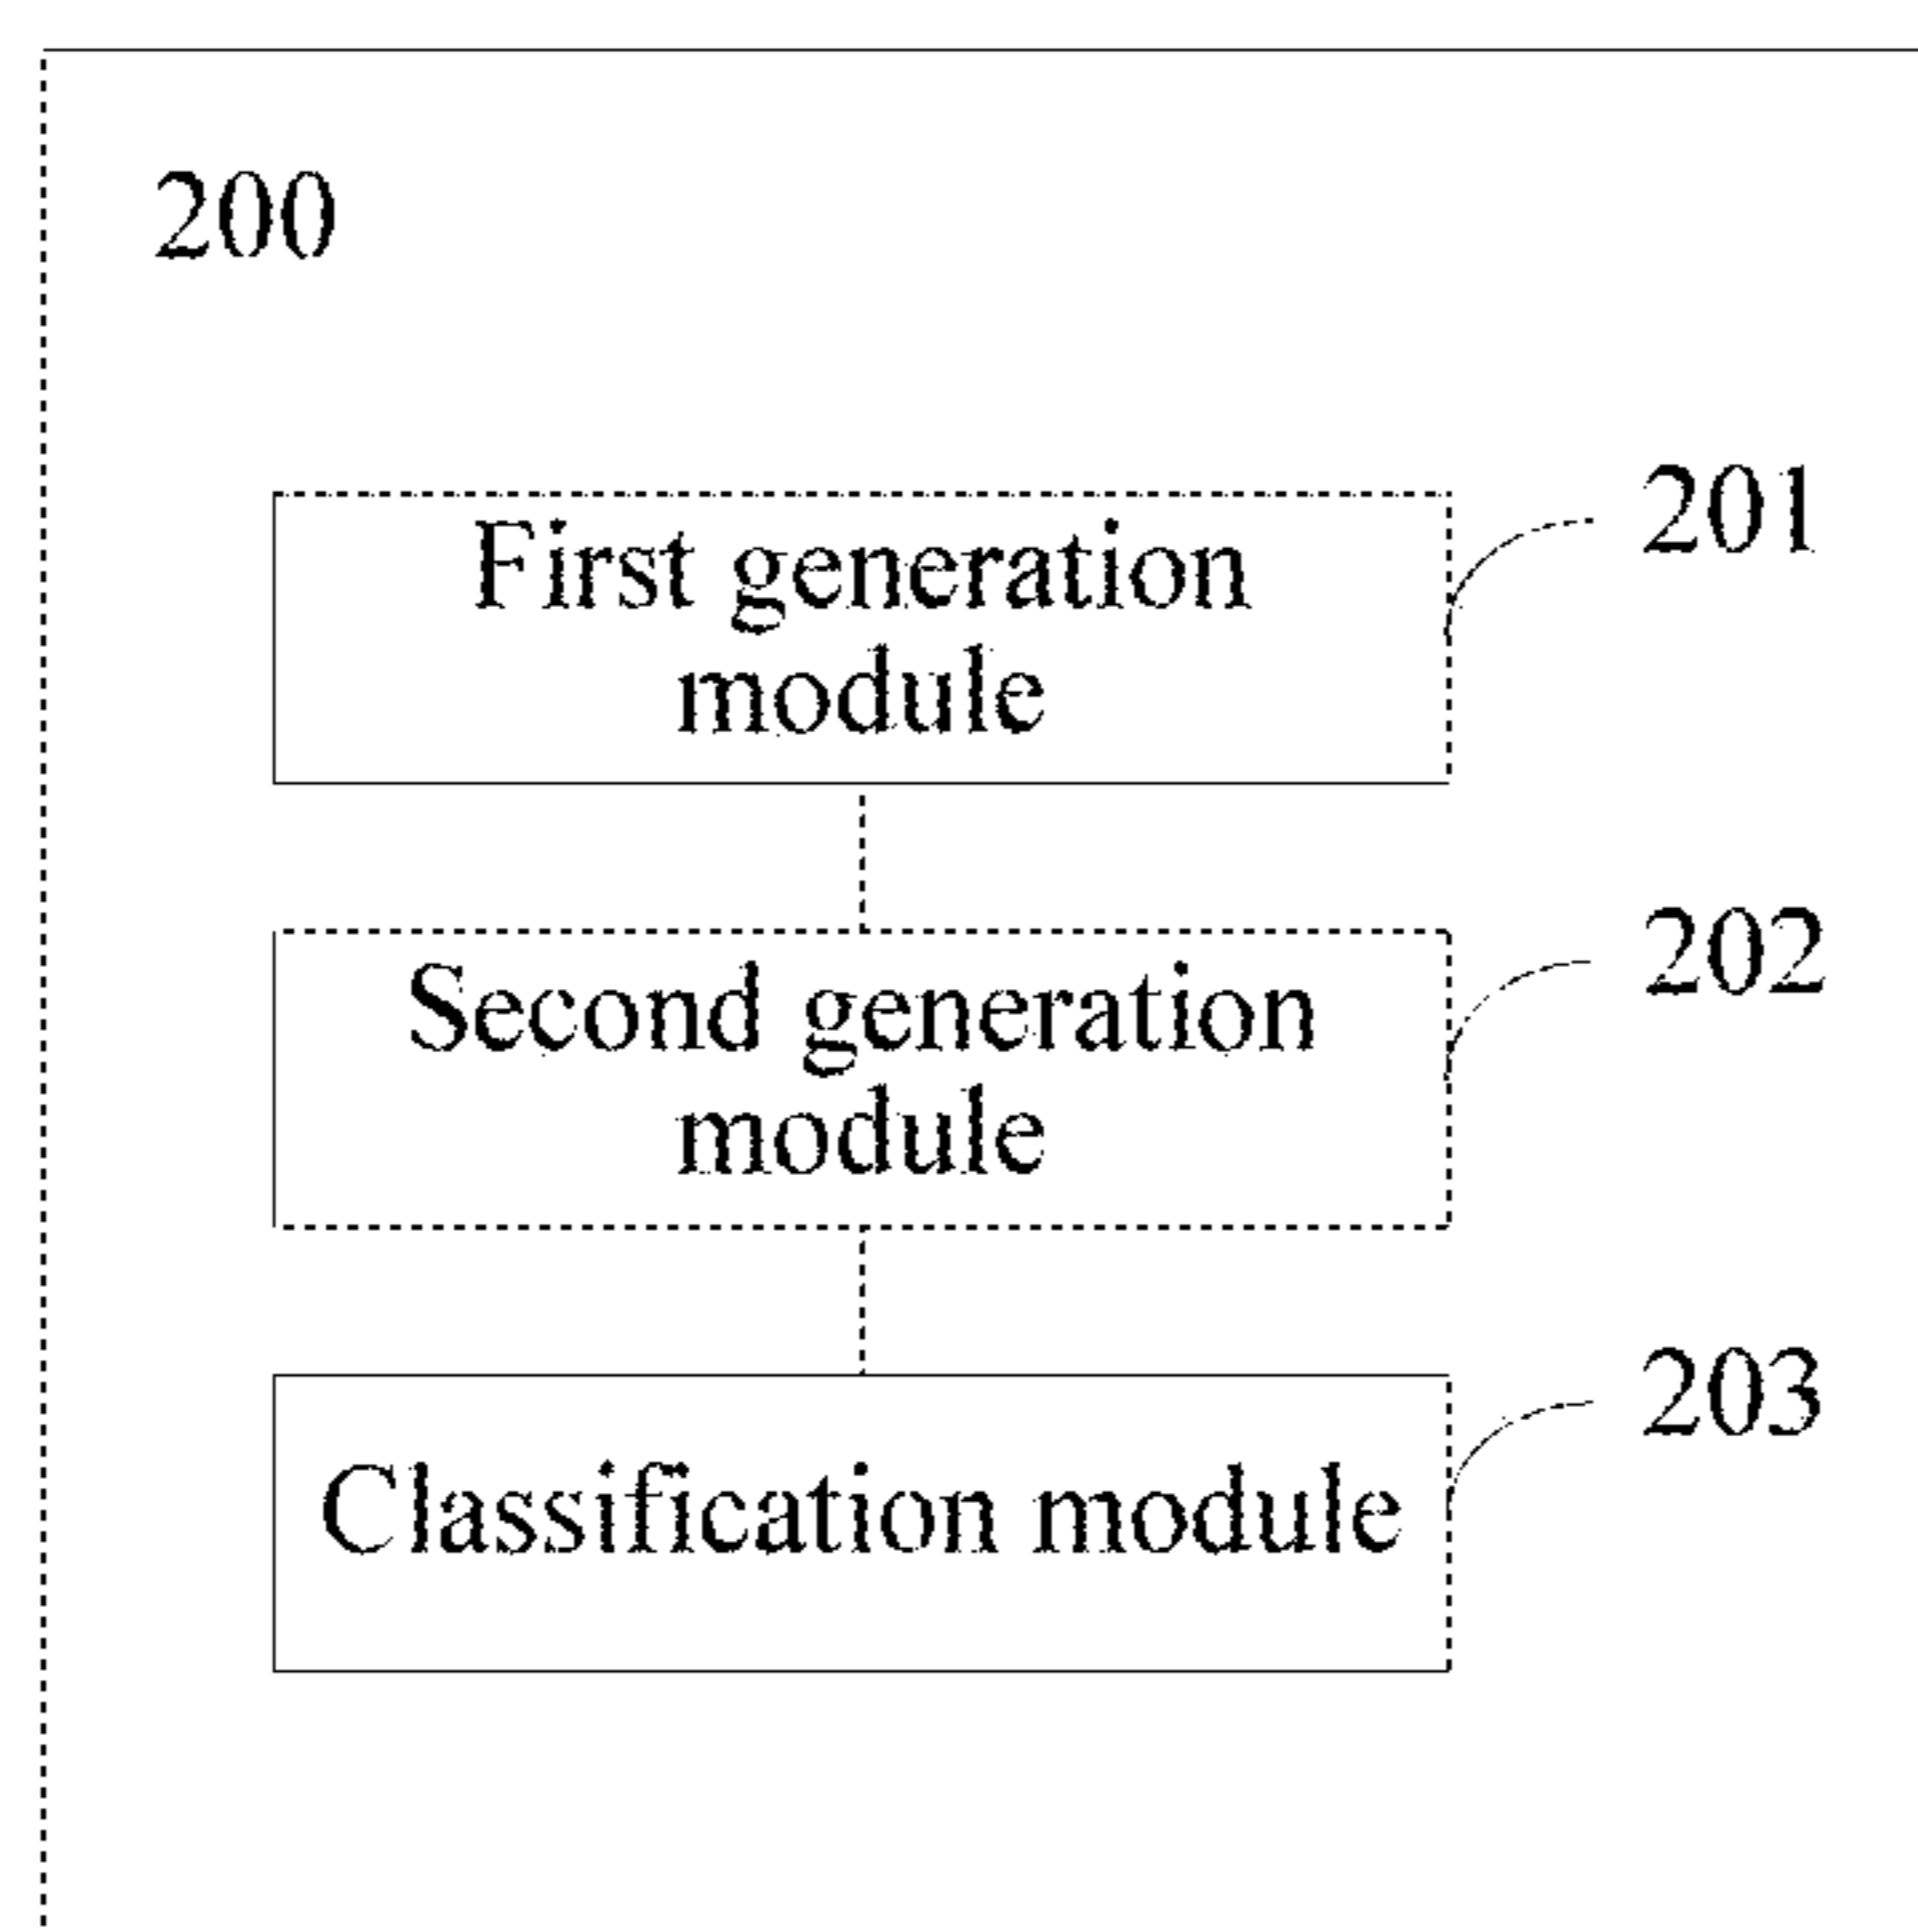 200
First generation
module
201
Second generation
module
202
Classification module
203